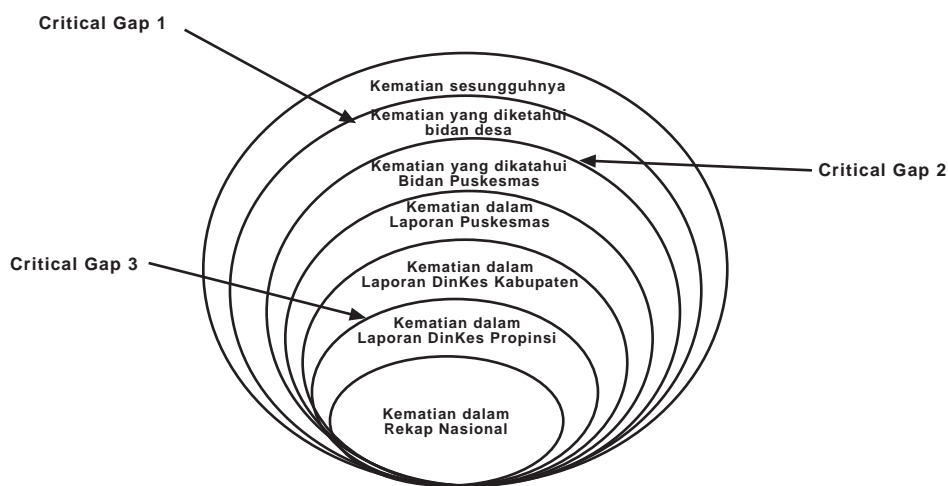 Critical Gap 1
Kematian sesungguhnya
Kematian yang diketahui
bidan desa
Kematian yang dikatahui
Bidan Puskesmas
Critical Gap 2
Kematian dalam
Laporan Puskesmas
Critical Gap 3
Kematian dalam
Laporan DinKes Kabupaten
Kematian dalam
Laporan DinKes Propinsi
Kematian dalam
Rekap Nasional